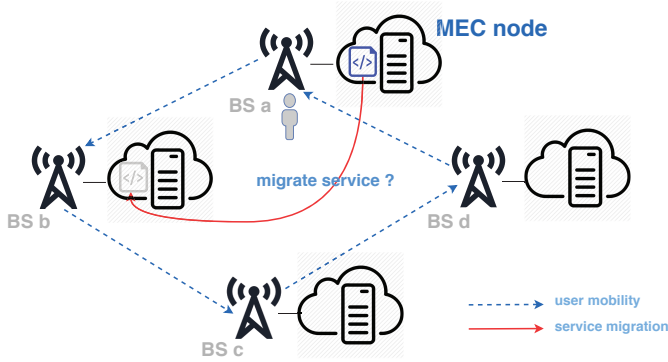 MEC node
</>
BS a
</>
migrate service ?
BS b
BS d
BS c
user mobility
service migration